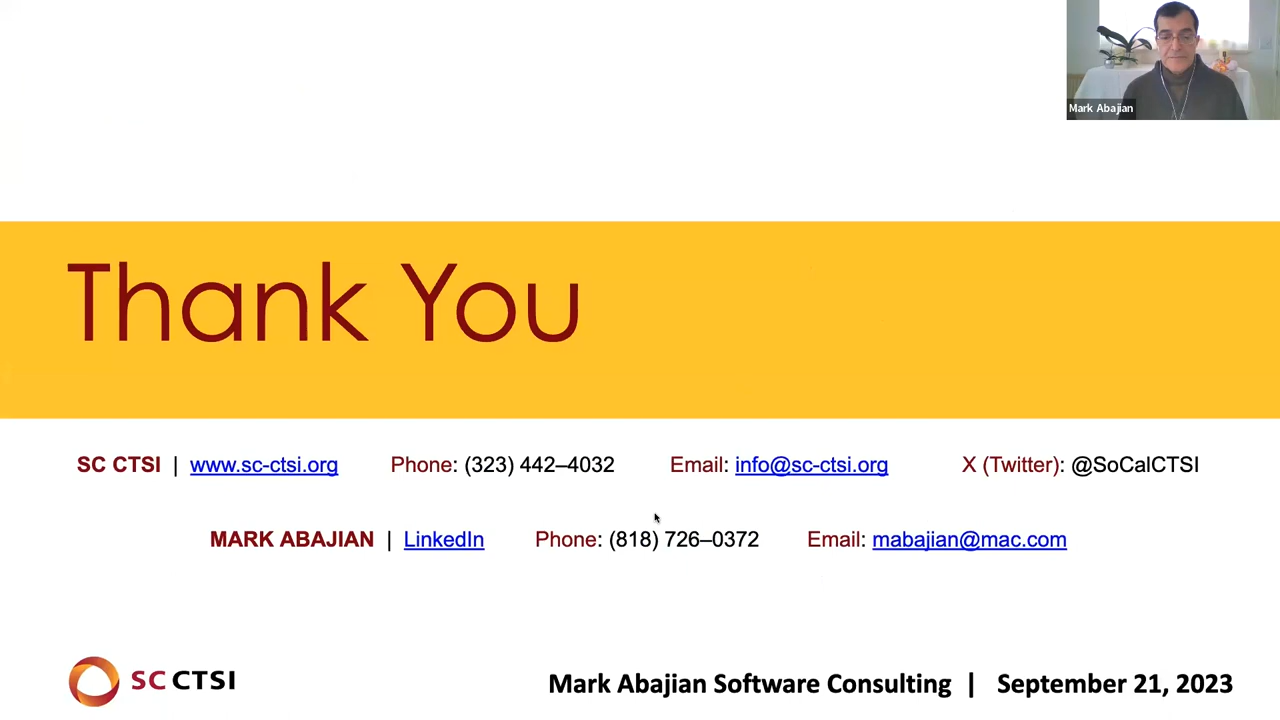 Mark Abajian
Thank You
SC CTSI | www.sc-ctsi.org Phone: (323) 442–4032 Email: info@sc-ctsi.org X (Twitter): @SoCalCTSI
MARK ABAJIAN | LinkedIn Phone: (818) 726–0372 Email: mabajian@mac.com
SC CTSI
Mark Abajian Software Consulting | September 21, 2023